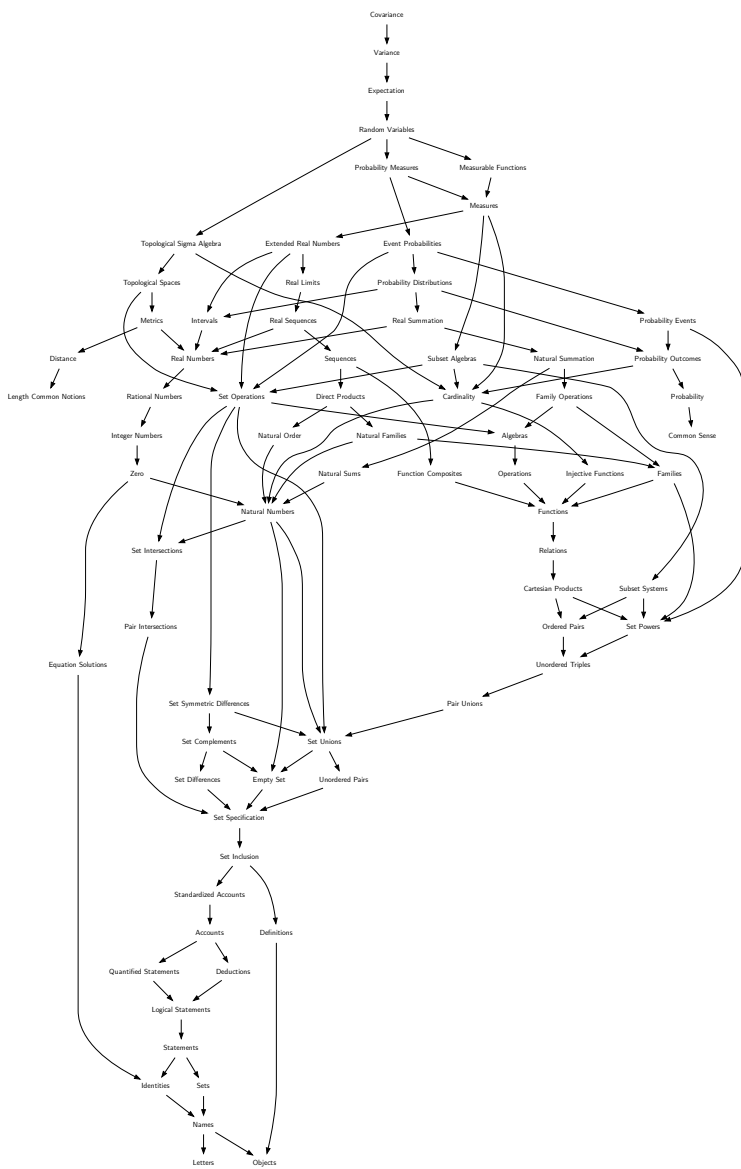 Covariance
Variance
Expectation
Random Variables
Probability Measures
Measurable Functions
Measures
Topological Sigma Algebra
Extended Real Numbers
Event Probabilities
Topological Spaces
Real Limits
Probability Distributions
Metrics
Intervals
Real Sequences
Real Summation
Probability Events
Distance
Real Numbers
Sequences
Subset Algebras
Natural Summation
Probability Outcomes
Length Common Notions
Rational Numbers
Set Operations
Direct Products
Cardinality
Family Operations
Probability
Integer Numbers
Natural Order
Natural Families
Algebras
Common Sense
Zero
Natural Sums
Function Composites
Operations
Injective Functions
Families
Natural Numbers
Functions
Set Intersections
Relations
Cartesian Products
Subset Systems
Pair Intersections
Ordered Pairs
Set Powers
Equation Solutions
Unordered Triples
Set Symmetric Differences
Pair Unions
Set Complements
Set Unions
Set Differences
Empty Set
Unordered Pairs
Set Specification
Set Inclusion
Standardized Accounts
Accounts
Definitions
Quantified Statements
Deductions
Logical Statements
Statements
Identities
Sets
Names
Letters
Objects